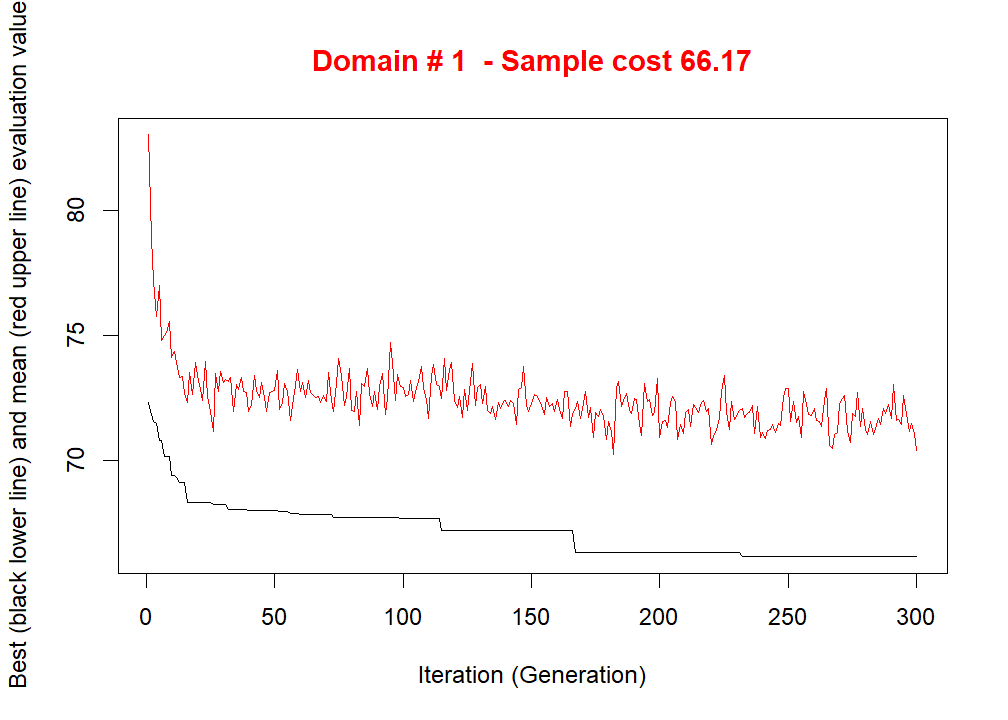 Domain # 1 - Sample cost 66.17
Best (black lower line) and mean (red upper line) evaluation value
80
75
70
0 50 100 150 200 250 300
Iteration (Generation)